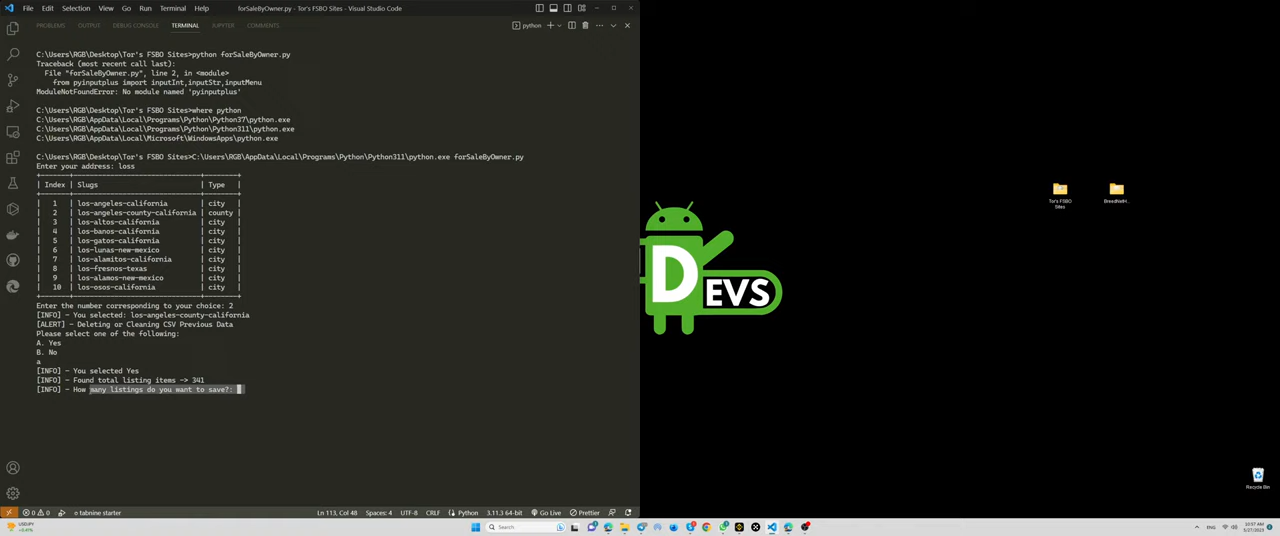 File Edit Selection View Go Run Terminal Help
forSaleByOwner.py - Tor's FSBO Sites - Visual Studio Code
PROBLEMS OUTPUT DEBUG CONSOLE TERMINAL JUPYTER COMMENTS
python
C:\Users\RGB\Desktop\Tor's FSBO Sites>python forSaleByOwner.py
Traceback (most recent call last):
File "forSaleByOwner.py", line 2, in <module>
from pyinputplus import inputInt,inputStr,inputMenu
ModuleNotFoundError: No module named 'pyinputplus'
C:\Users\RGB\Desktop\Tor's FSBO Sites>where python
C:\Users\RGB\AppData\Local\Programs\Python\Python37\python.exe
C:\Users\RGB\AppData\Local\Programs\Python\Python311\python.exe
C:\Users\RGB\AppData\Local\Microsoft\WindowsApps\python.exe
C:\Users\RGB\Desktop\Tor's FSBO Sites>C:\Users\RGB\AppData\Local\Programs\Python\Python311\python.exe forSaleByOwner.py
Enter your address: loss
| Index | Slugs | Type |
| 1 | los-angeles-california | city |
| 2 | los-angeles-county-california | county |
| 3 | los-altos-california | city |
| 4 | los-banos-california | city |
| 5 | los-gatos-california | city |
| 6 | los-lunas-new-mexico | city |
| 7 | los-alamitos-california | city |
| 8 | los-fresnos-texas | city |
| 9 | los-alamos-new-mexico | city |
| 10 | los-osos-california | city |
Enter the number corresponding to your choice: 2
[INFO] - You selected: los-angeles-county-california
[ALERT] - Deleting or Cleaning CSV Previous Data
Please select one of the following:
A. Yes
B. No
a
[INFO] - You selected Yes
[INFO] - Found total listing items -> 341
[INFO] - How many listings do you want to save?:
0 0 0 tabnine starter
Ln 113, Col 48 Spaces: 4 UTF-8 CRLF Python 3.11.3 64-bit Go Live Prettier
D EVS
Tor's FSBO
Sites
BreedNetH...
Recycle Bin
USD/JPY
+0.41%
Search
ENG
10:57 AM